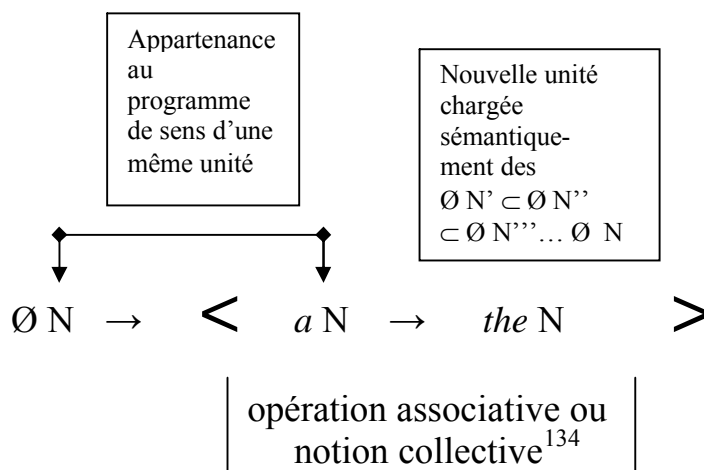 Appartenance
au
programme
de sens d'une
même unité
Nouvelle unité
chargée
sémantique-
ment des
Ø N' ⊂ Ø N''
⊂ Ø N'''… Ø N
Ø N → < a N → the N >
opération associative ou
notion collective134